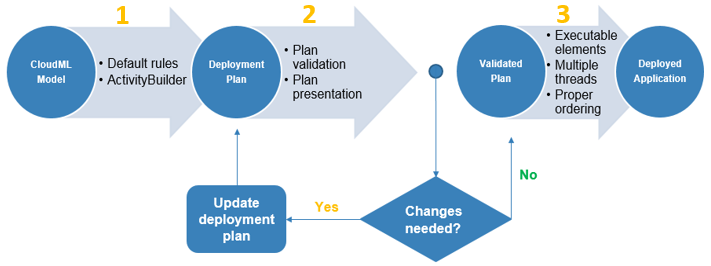 1
2
3
CloudML
Model
• Default rules
• ActivityBuilder
Deployment
Plan
• Plan
validation
• Plan
presentation
Validated
Plan
• Executable
elements
• Multiple
threads
• Proper
ordering
Deployed
Application
Update
deployment
plan
Yes
Changes
needed?
No